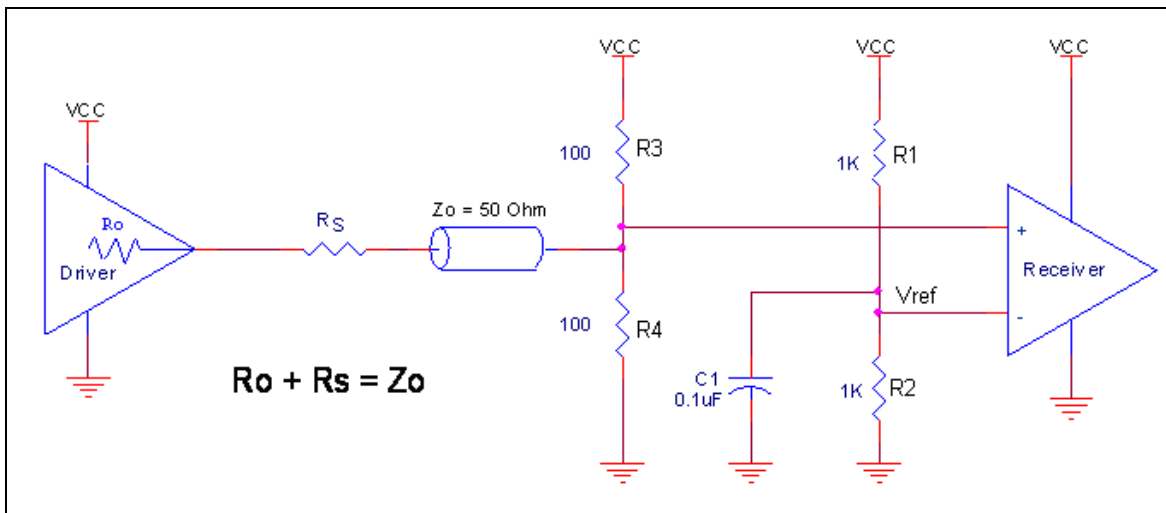 VCC
Ro
Driver
RS
Zo = 50 Ohm
VCC
100
R3
100
R4
VCC
1K
R1
Vref
C1
0.1uF
1K
R2
VCC
+
-
Receiver
Ro + Rs = Zo